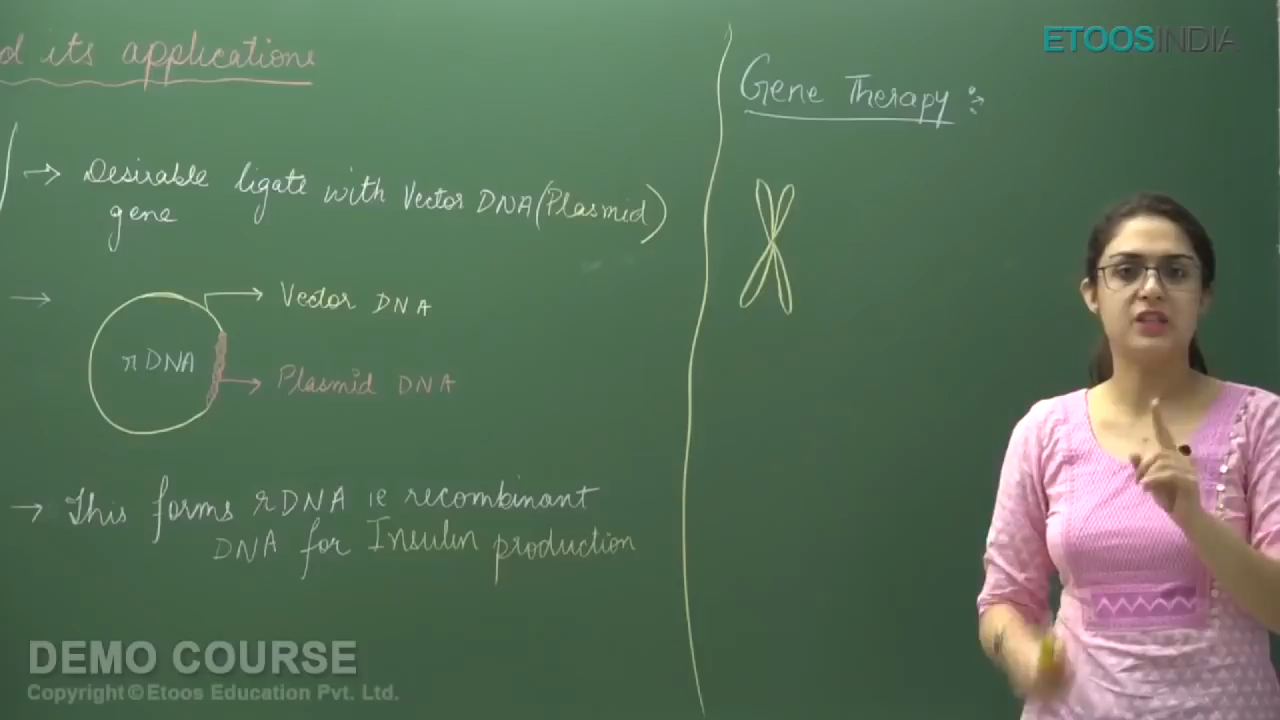 d its applications
→ Desirable ligate with Vector DNA (Plasmid)
gene
→ Vector DNA
rDNA
→ Plasmid DNA
→ This forms rDNA ie recombinant
DNA for Insulin production
Gene Therapy :→
ETOOSINDIA
DEMO COURSE
Copyright © Etoos Education Pvt. Ltd.